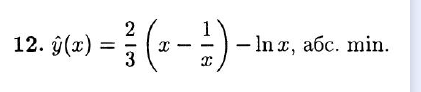 12. ŷ(x) = 2/3 (x − 1/x) − ln x, абс. min.